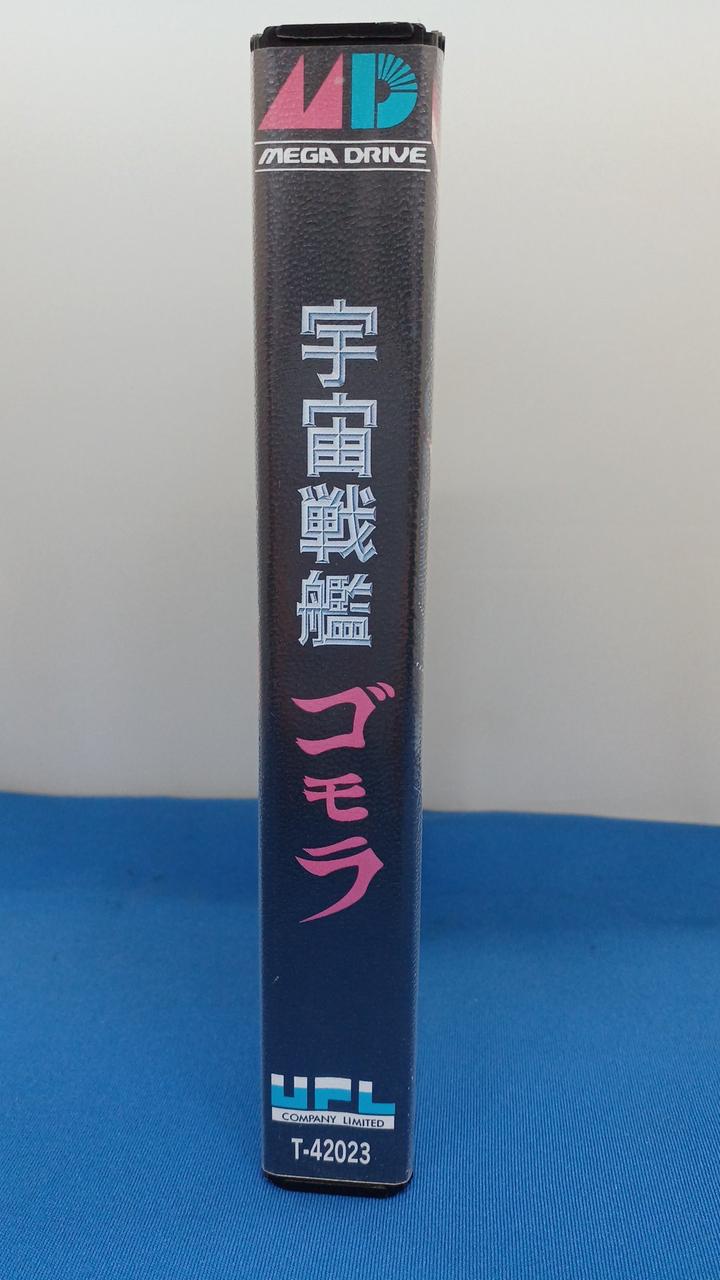 MD
MEGA DRIVE
宇宙戦艦
ゴモラ
UPL
COMPANY LIMITED
T-42023